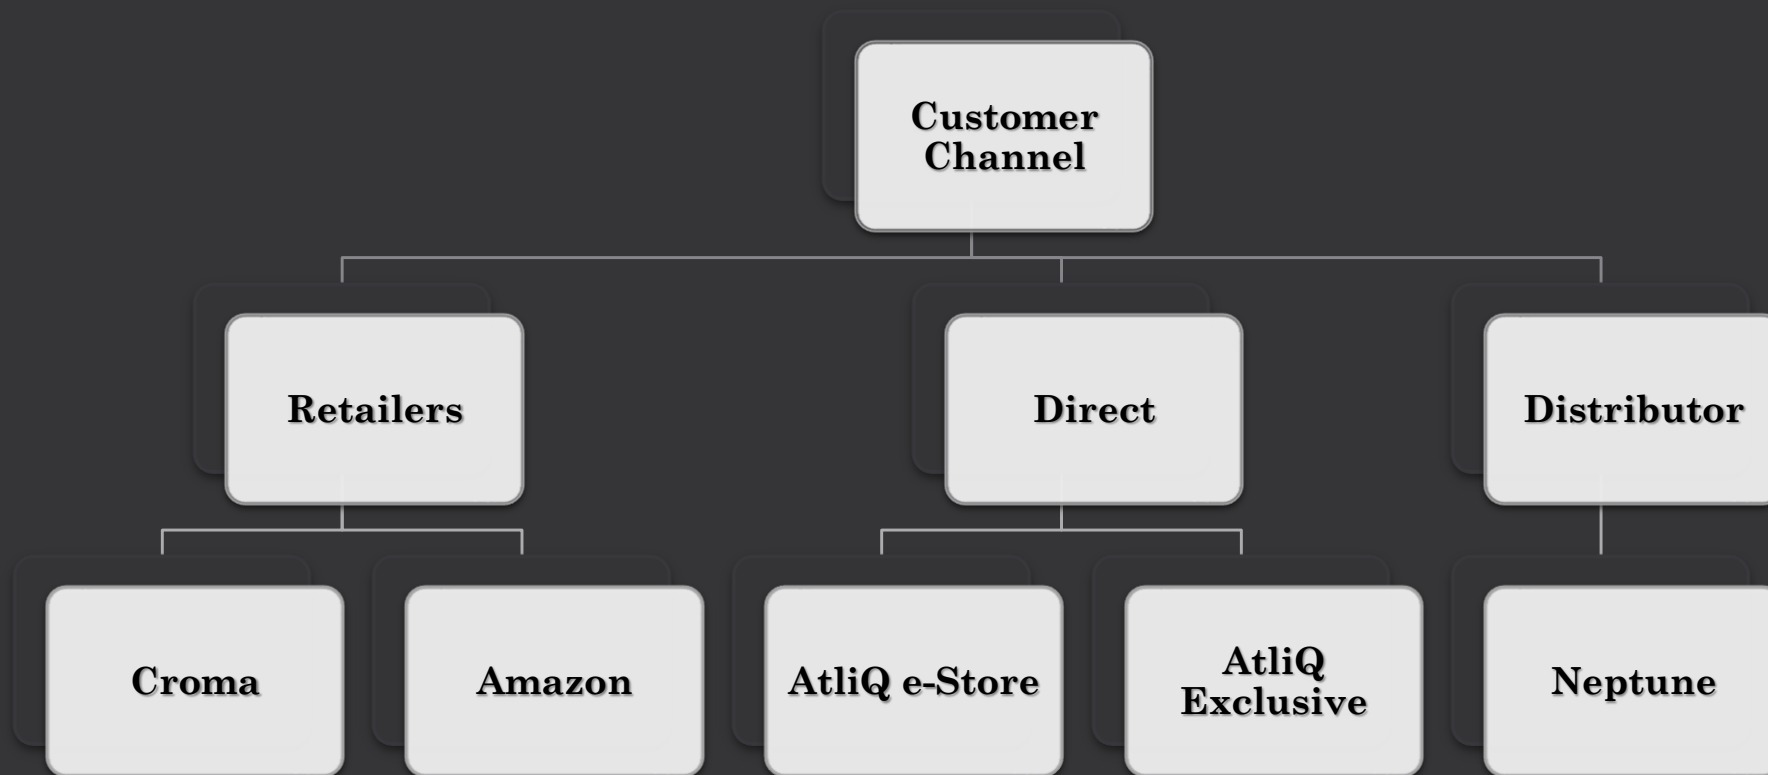 Customer
Channel
Retailers
Direct
Distributor
Croma
Amazon
AtliQ e-Store
AtliQ
Exclusive
Neptune